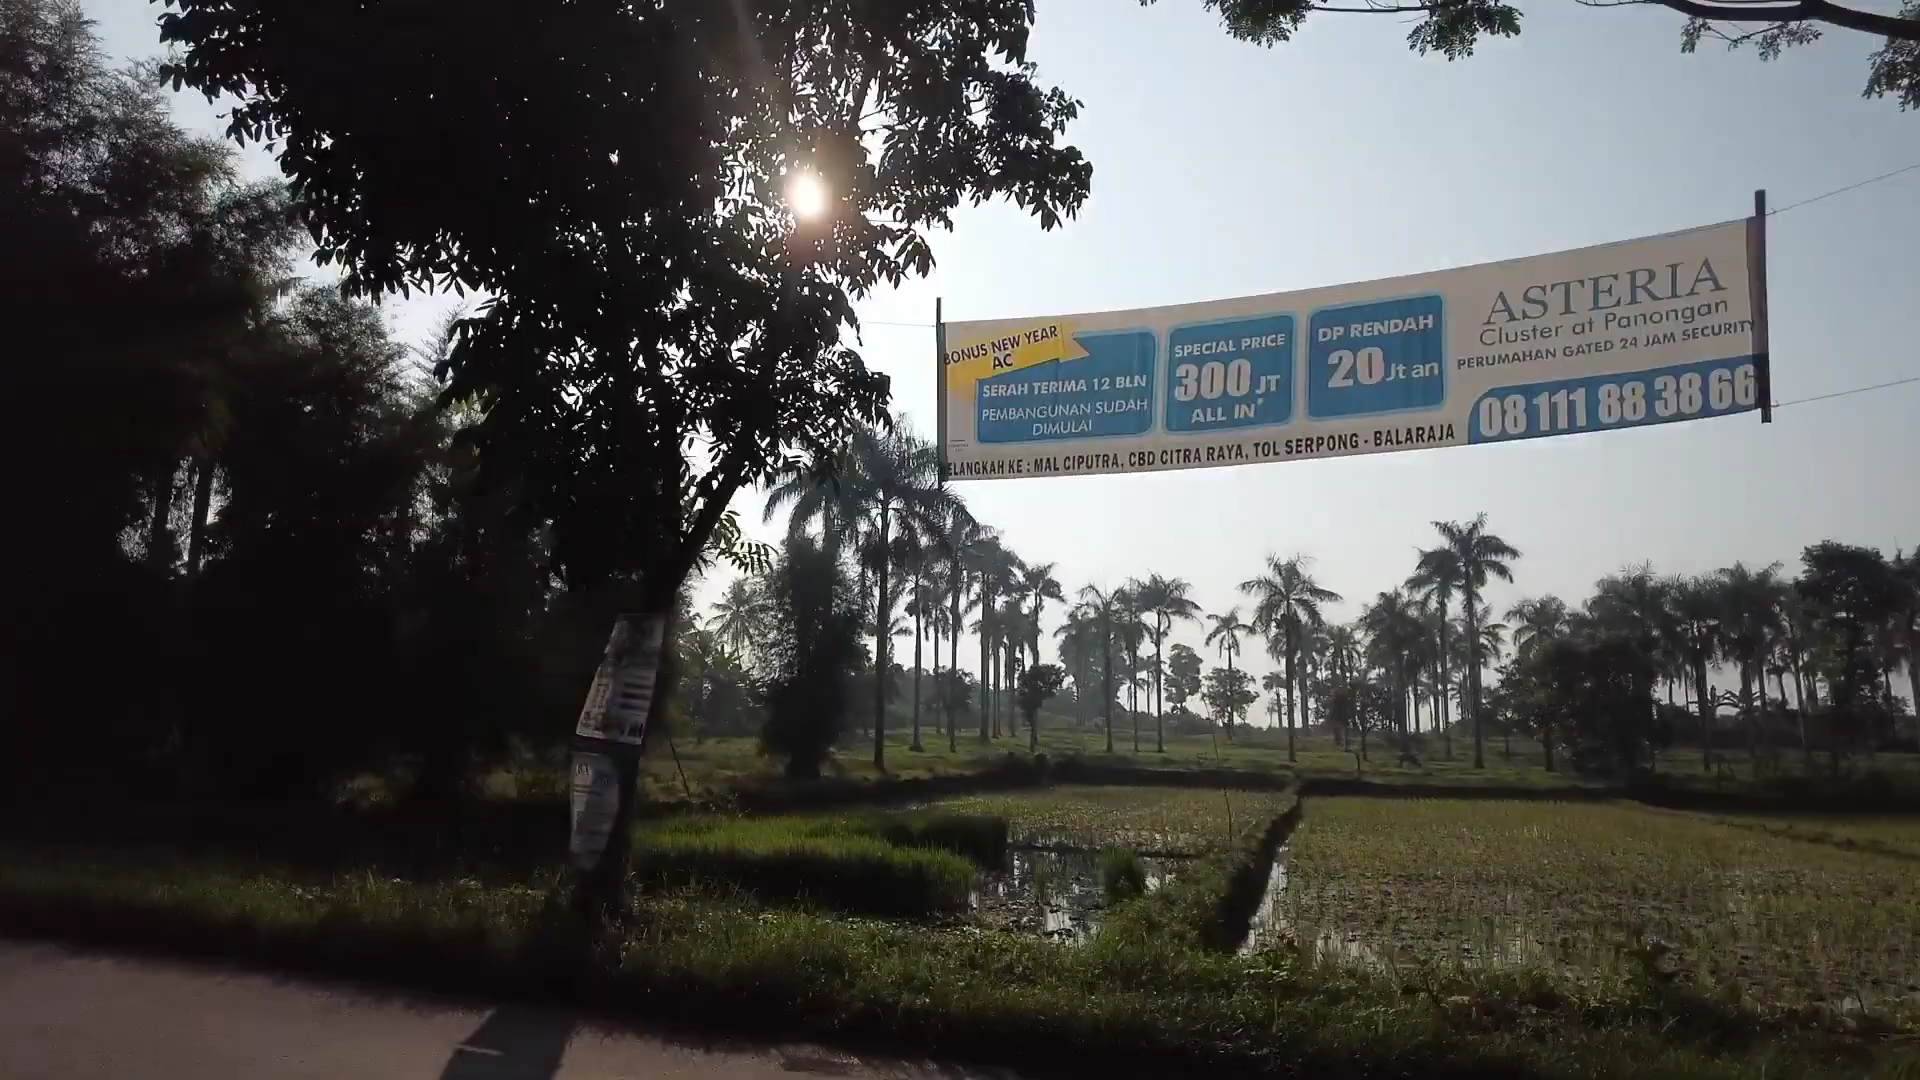 BONUS NEW YEAR
AC
SERAH TERIMA 12 BLN
PEMBANGUNAN SUDAH
DIMULAI
SPECIAL PRICE
300 JT
ALL IN*
DP RENDAH
20 Jt an
ASTERIA
Cluster at Panongan
PERUMAHAN GATED 24 JAM SECURITY
08 111 88 38 66
ELANGKAH KE : MAL CIPUTRA, CBD CITRA RAYA, TOL SERPONG - BALARAJA